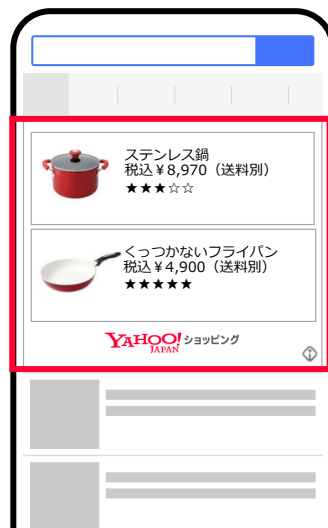 ステンレス鍋
税込¥8,970（送料別）
★★★☆☆
くっつかないフライパン
税込¥4,900（送料別）
★★★★★
YAHOO! ショッピング
JAPAN